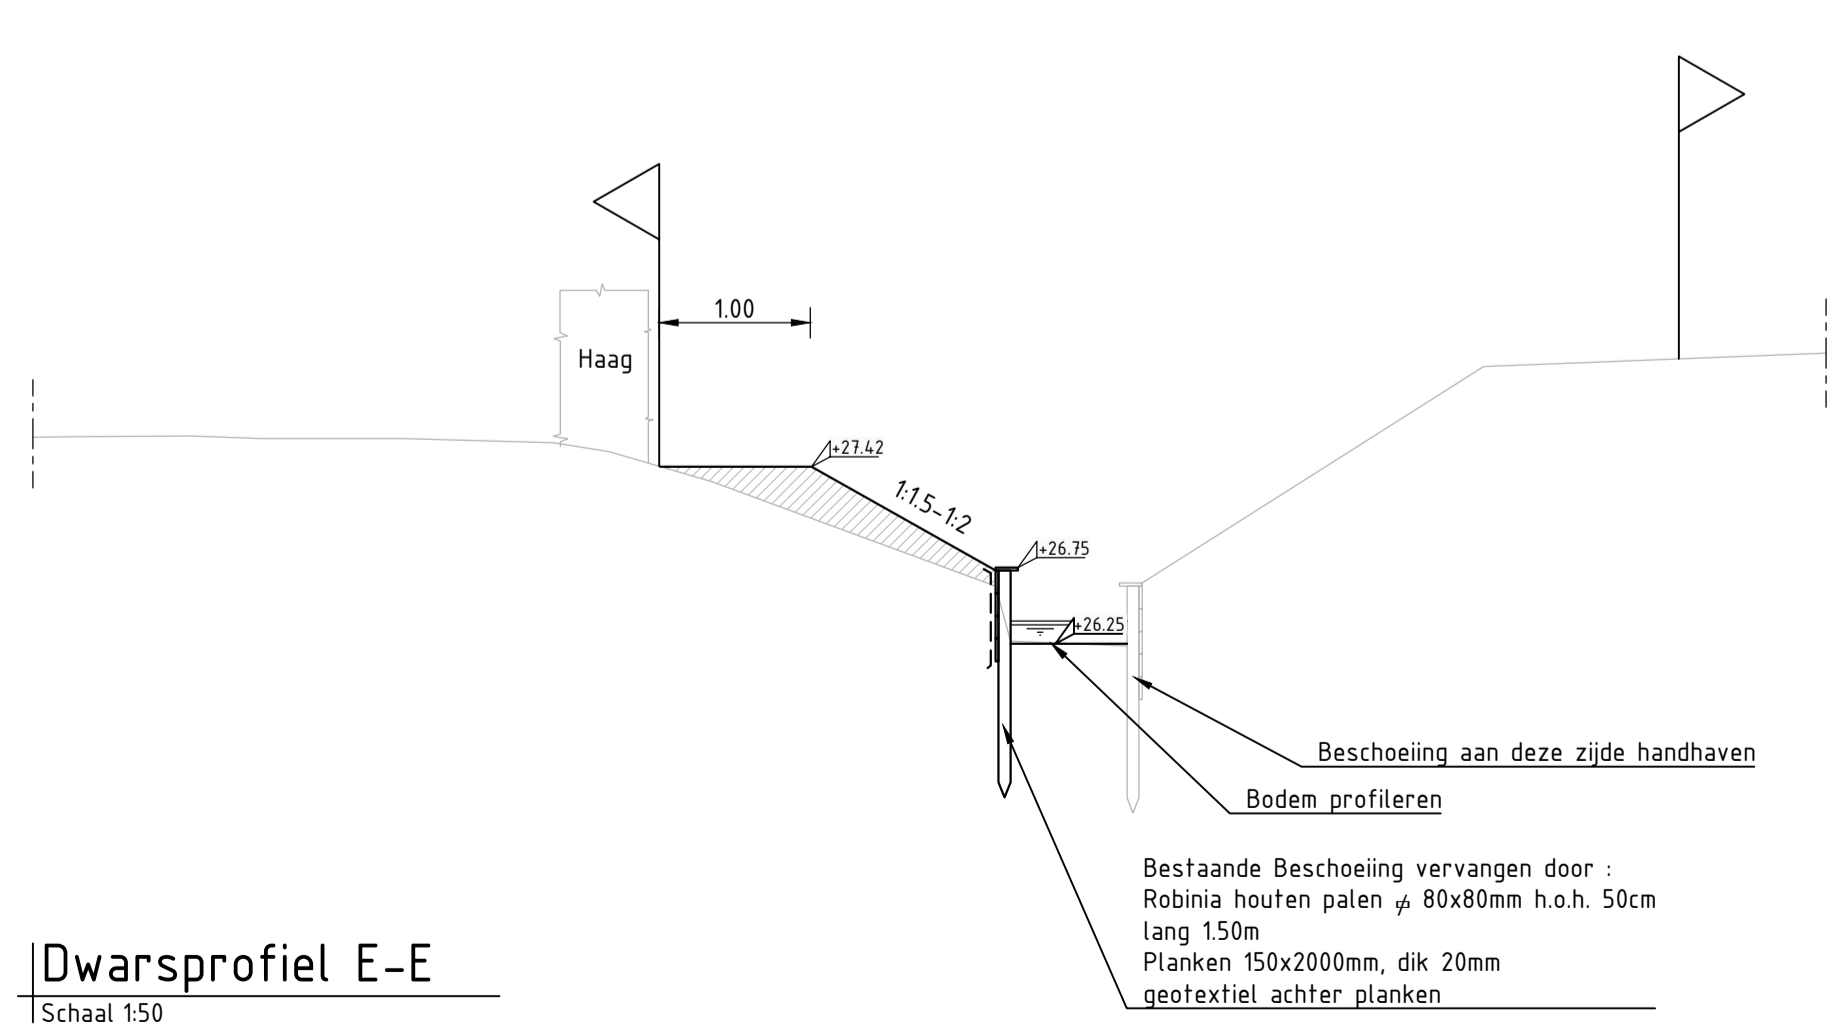 1.00
Haag
+27.42
1:1.5-1:2
+26.75
+26.25
Beschoeiing aan deze zijde handhaven
Bodem profileren
Bestaande Beschoeiing vervangen door :
Robinia houten palen ⌀ 80x80mm h.o.h. 50cm
lang 1.50m
Planken 150x2000mm, dik 20mm
geotextiel achter planken
Dwarsprofiel E-E
Schaal 1:50